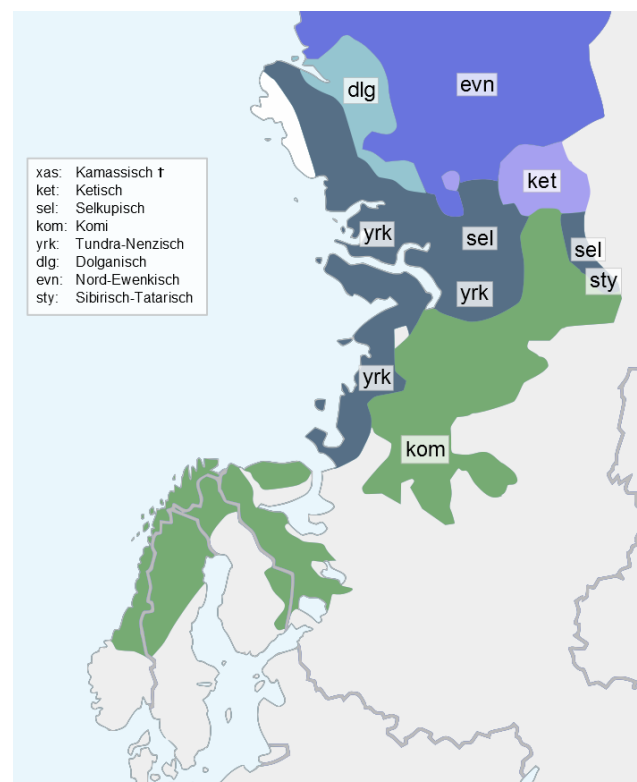 dlg
evn
xas: Kamassisch †
ket: Ketisch
sel: Selkupisch
kom: Komi
yrk: Tundra-Nenzisch
dlg: Dolganisch
evn: Nord-Ewenkisch
sty: Sibirisch-Tatarisch
ket
yrk
sel
sel
sty
yrk
yrk
kom